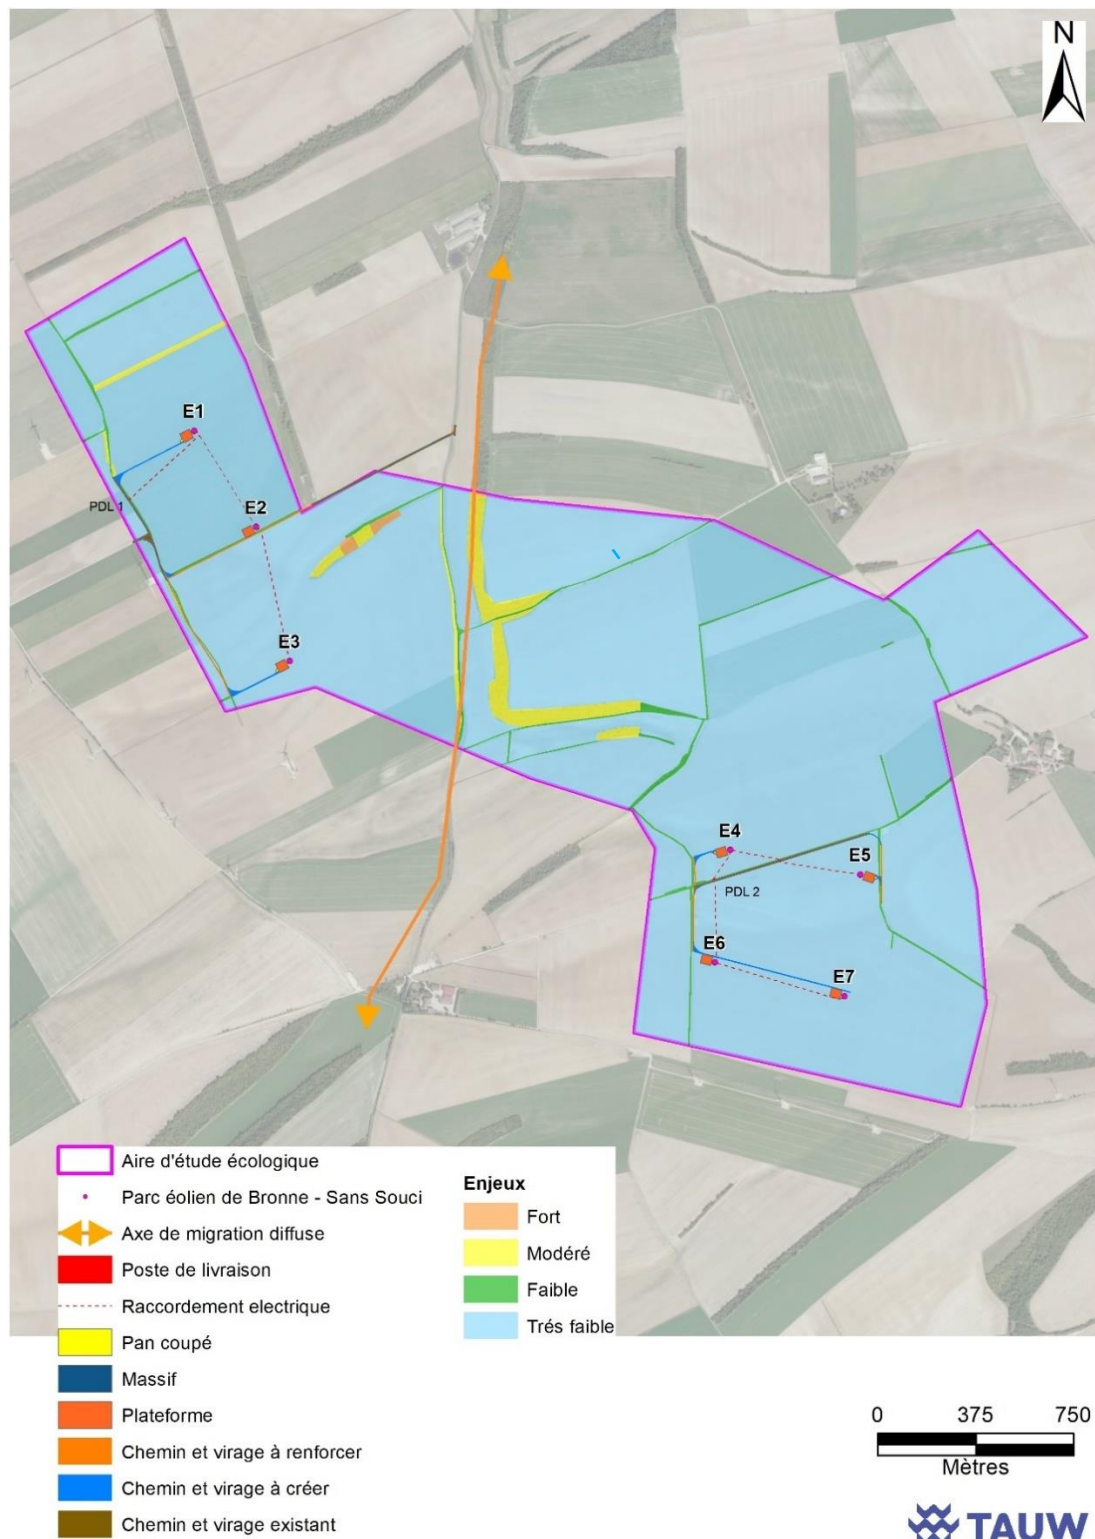 N
E1
PDL 1
E2
E3
E4
E5
PDL 2
E6
E7
Aire d'étude écologique
Parc éolien de Bronne - Sans Souci
Axe de migration diffuse
Poste de livraison
Raccordement electrique
Pan coupé
Massif
Plateforme
Chemin et virage à renforcer
Chemin et virage à créer
Chemin et virage existant
Enjeux
Fort
Modéré
Faible
Trés faible
0 375 750
Mètres
TAUW